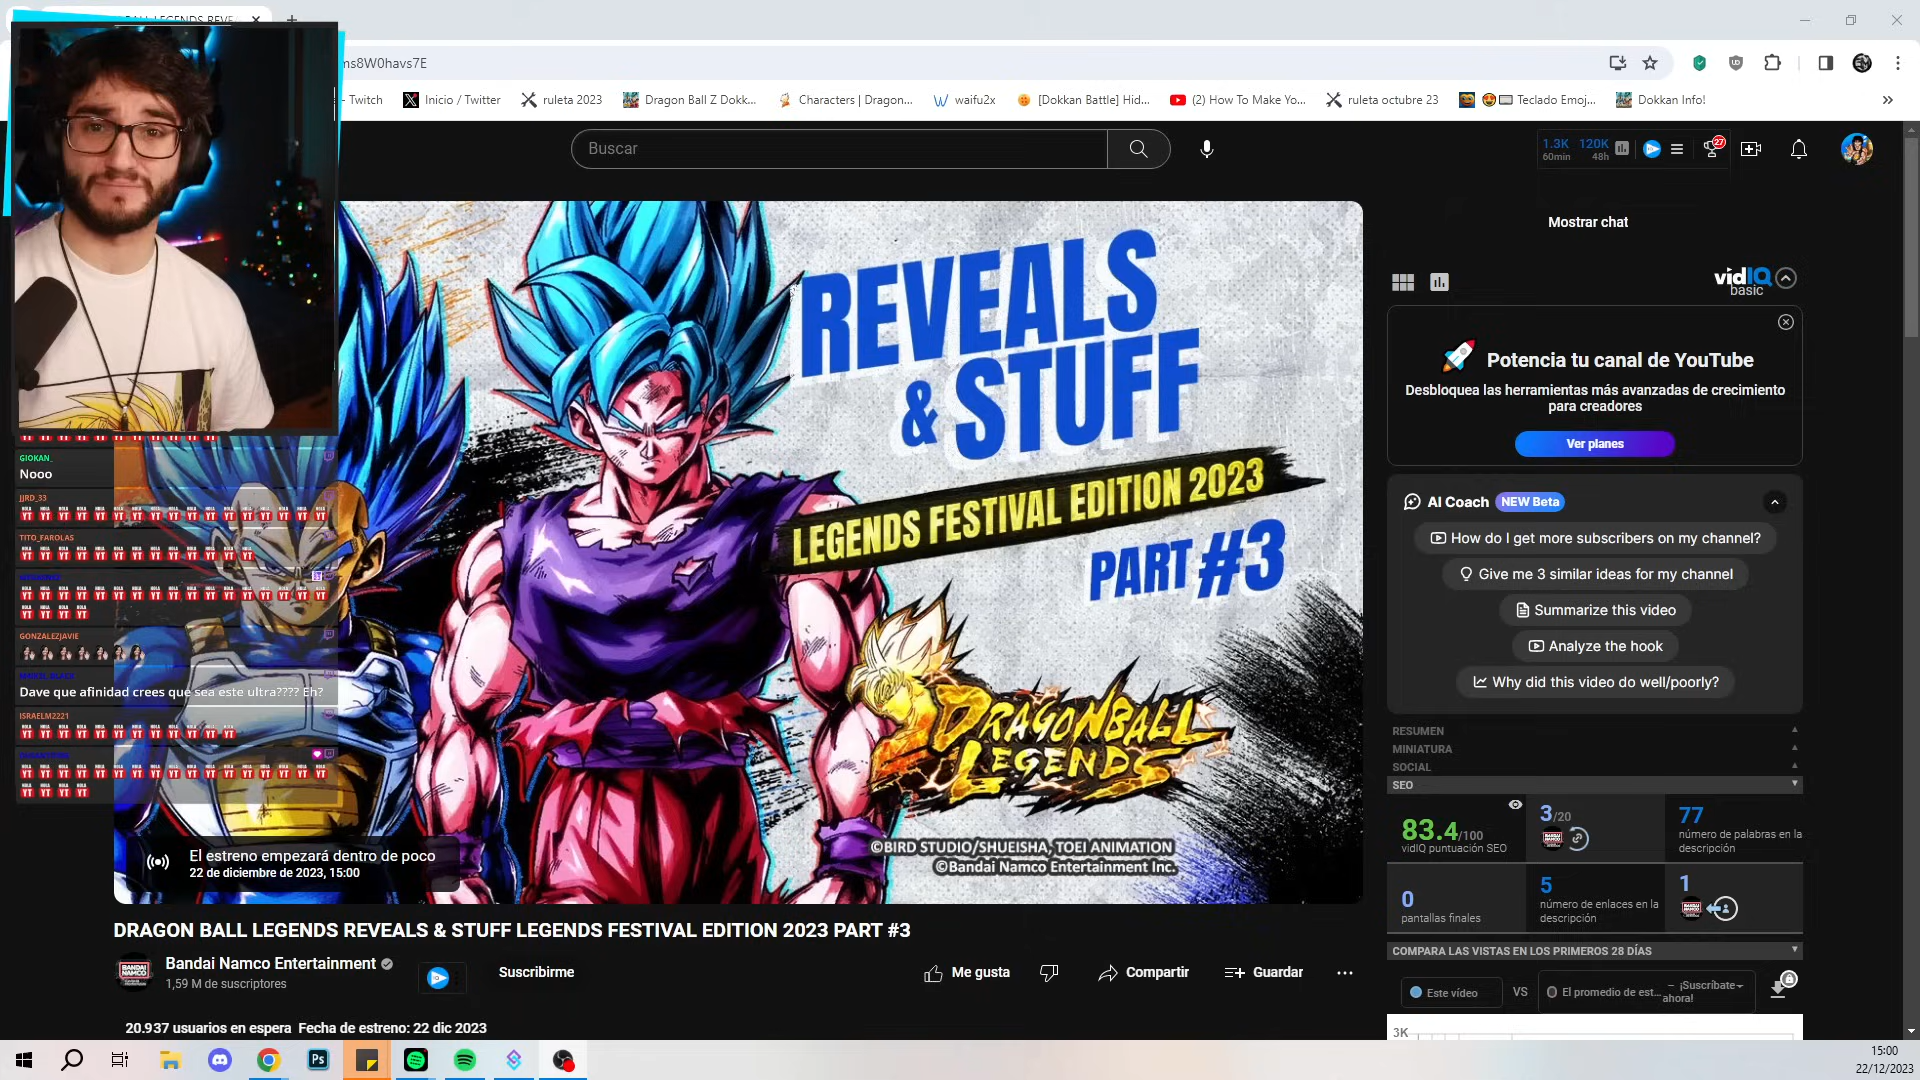 ms8W0havs7E
- Twitch
Inicio / Twitter
ruleta 2023
Dragon Ball Z Dokk...
Characters | Dragon...
waifu2x
[Dokkan Battle] Hid...
(2) How To Make Yo...
ruleta octubre 23
Teclado Emoj...
Dokkan Info!
»
Buscar
1.3K 120K
60min 48h
27
Mostrar chat
REVEALS
& STUFF
LEGENDS FESTIVAL EDITION 2023
PART #3
DRAGONBALL
LEGENDS
©BIRD STUDIO/SHUEISHA, TOEI ANIMATION
©Bandai Namco Entertainment Inc.
GIOKAN_
Nooo
JJRD_33
TITO_FAROLAS
GONZALEZJAVIE
Dave que afinidad crees que sea este ultra???? Eh?
ISRAELM2221
El estreno empezará dentro de poco
22 de diciembre de 2023, 15:00
DRAGON BALL LEGENDS REVEALS & STUFF LEGENDS FESTIVAL EDITION 2023 PART #3
BANDAI
NAMCO
Bandai Namco Entertainment
1,59 M de suscriptores
Suscribirme
Me gusta
Compartir
Guardar
20.937 usuarios en espera Fecha de estreno: 22 dic 2023
vidIQ
basic
Potencia tu canal de YouTube
Desbloquea las herramientas más avanzadas de crecimiento
para creadores
Ver planes
AI Coach NEW Beta
How do I get more subscribers on my channel?
Give me 3 similar ideas for my channel
Summarize this video
Analyze the hook
Why did this video do well/poorly?
RESUMEN
MINIATURA
SOCIAL
SEO
83.4/100
vidIQ puntuación SEO
3/20
77
número de palabras en la
descripción
0
pantallas finales
5
número de enlaces en la
descripción
1
COMPARA LAS VISTAS EN LOS PRIMEROS 28 DÍAS
Este vídeo
VS
El promedio de est...
– ¡Suscríbate
ahora!
3K
Ps
15:00
22/12/2023